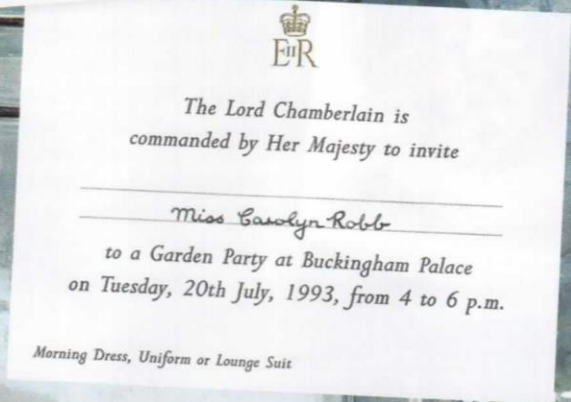 EIIR
The Lord Chamberlain is
commanded by Her Majesty to invite
Miss Carolyn Robb
to a Garden Party at Buckingham Palace
on Tuesday, 20th July, 1993, from 4 to 6 p.m.
Morning Dress, Uniform or Lounge Suit